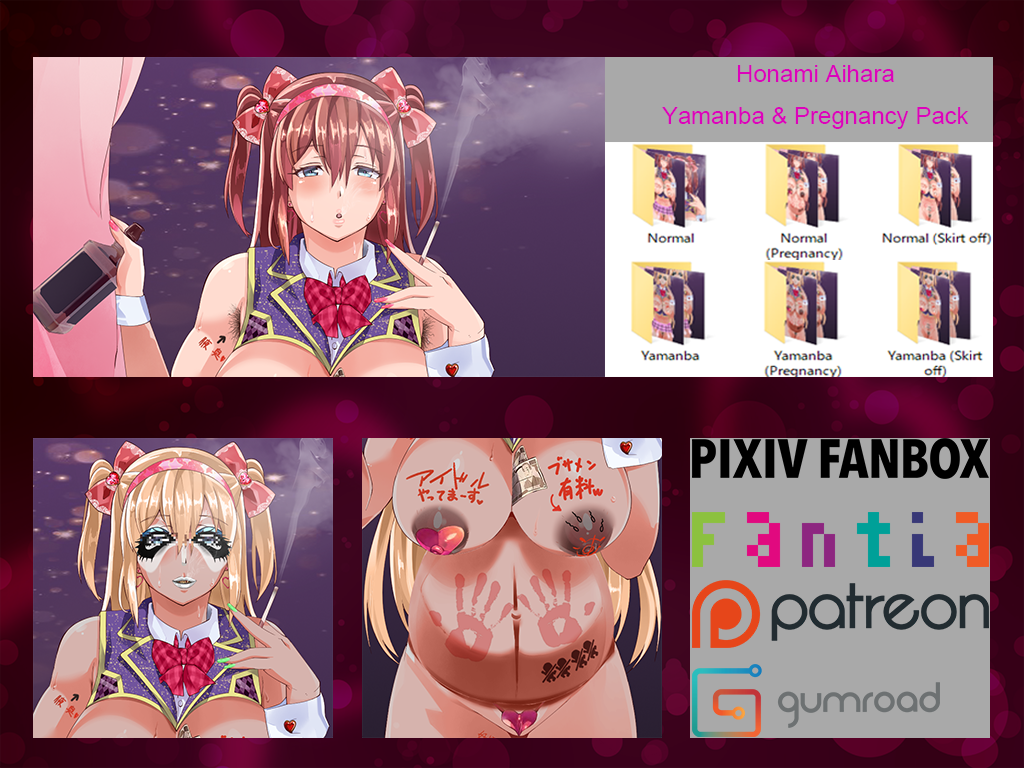 Honami Aihara
Yamanba & Pregnancy Pack
Normal
Normal
(Pregnancy)
Normal (Skirt off)
Yamanba
Yamanba
(Pregnancy)
Yamanba (Skirt
off)
アイドル
やってまーす
ブサメン
有料w
PIXIV FANBOX
Fantia
patreon
gumroad